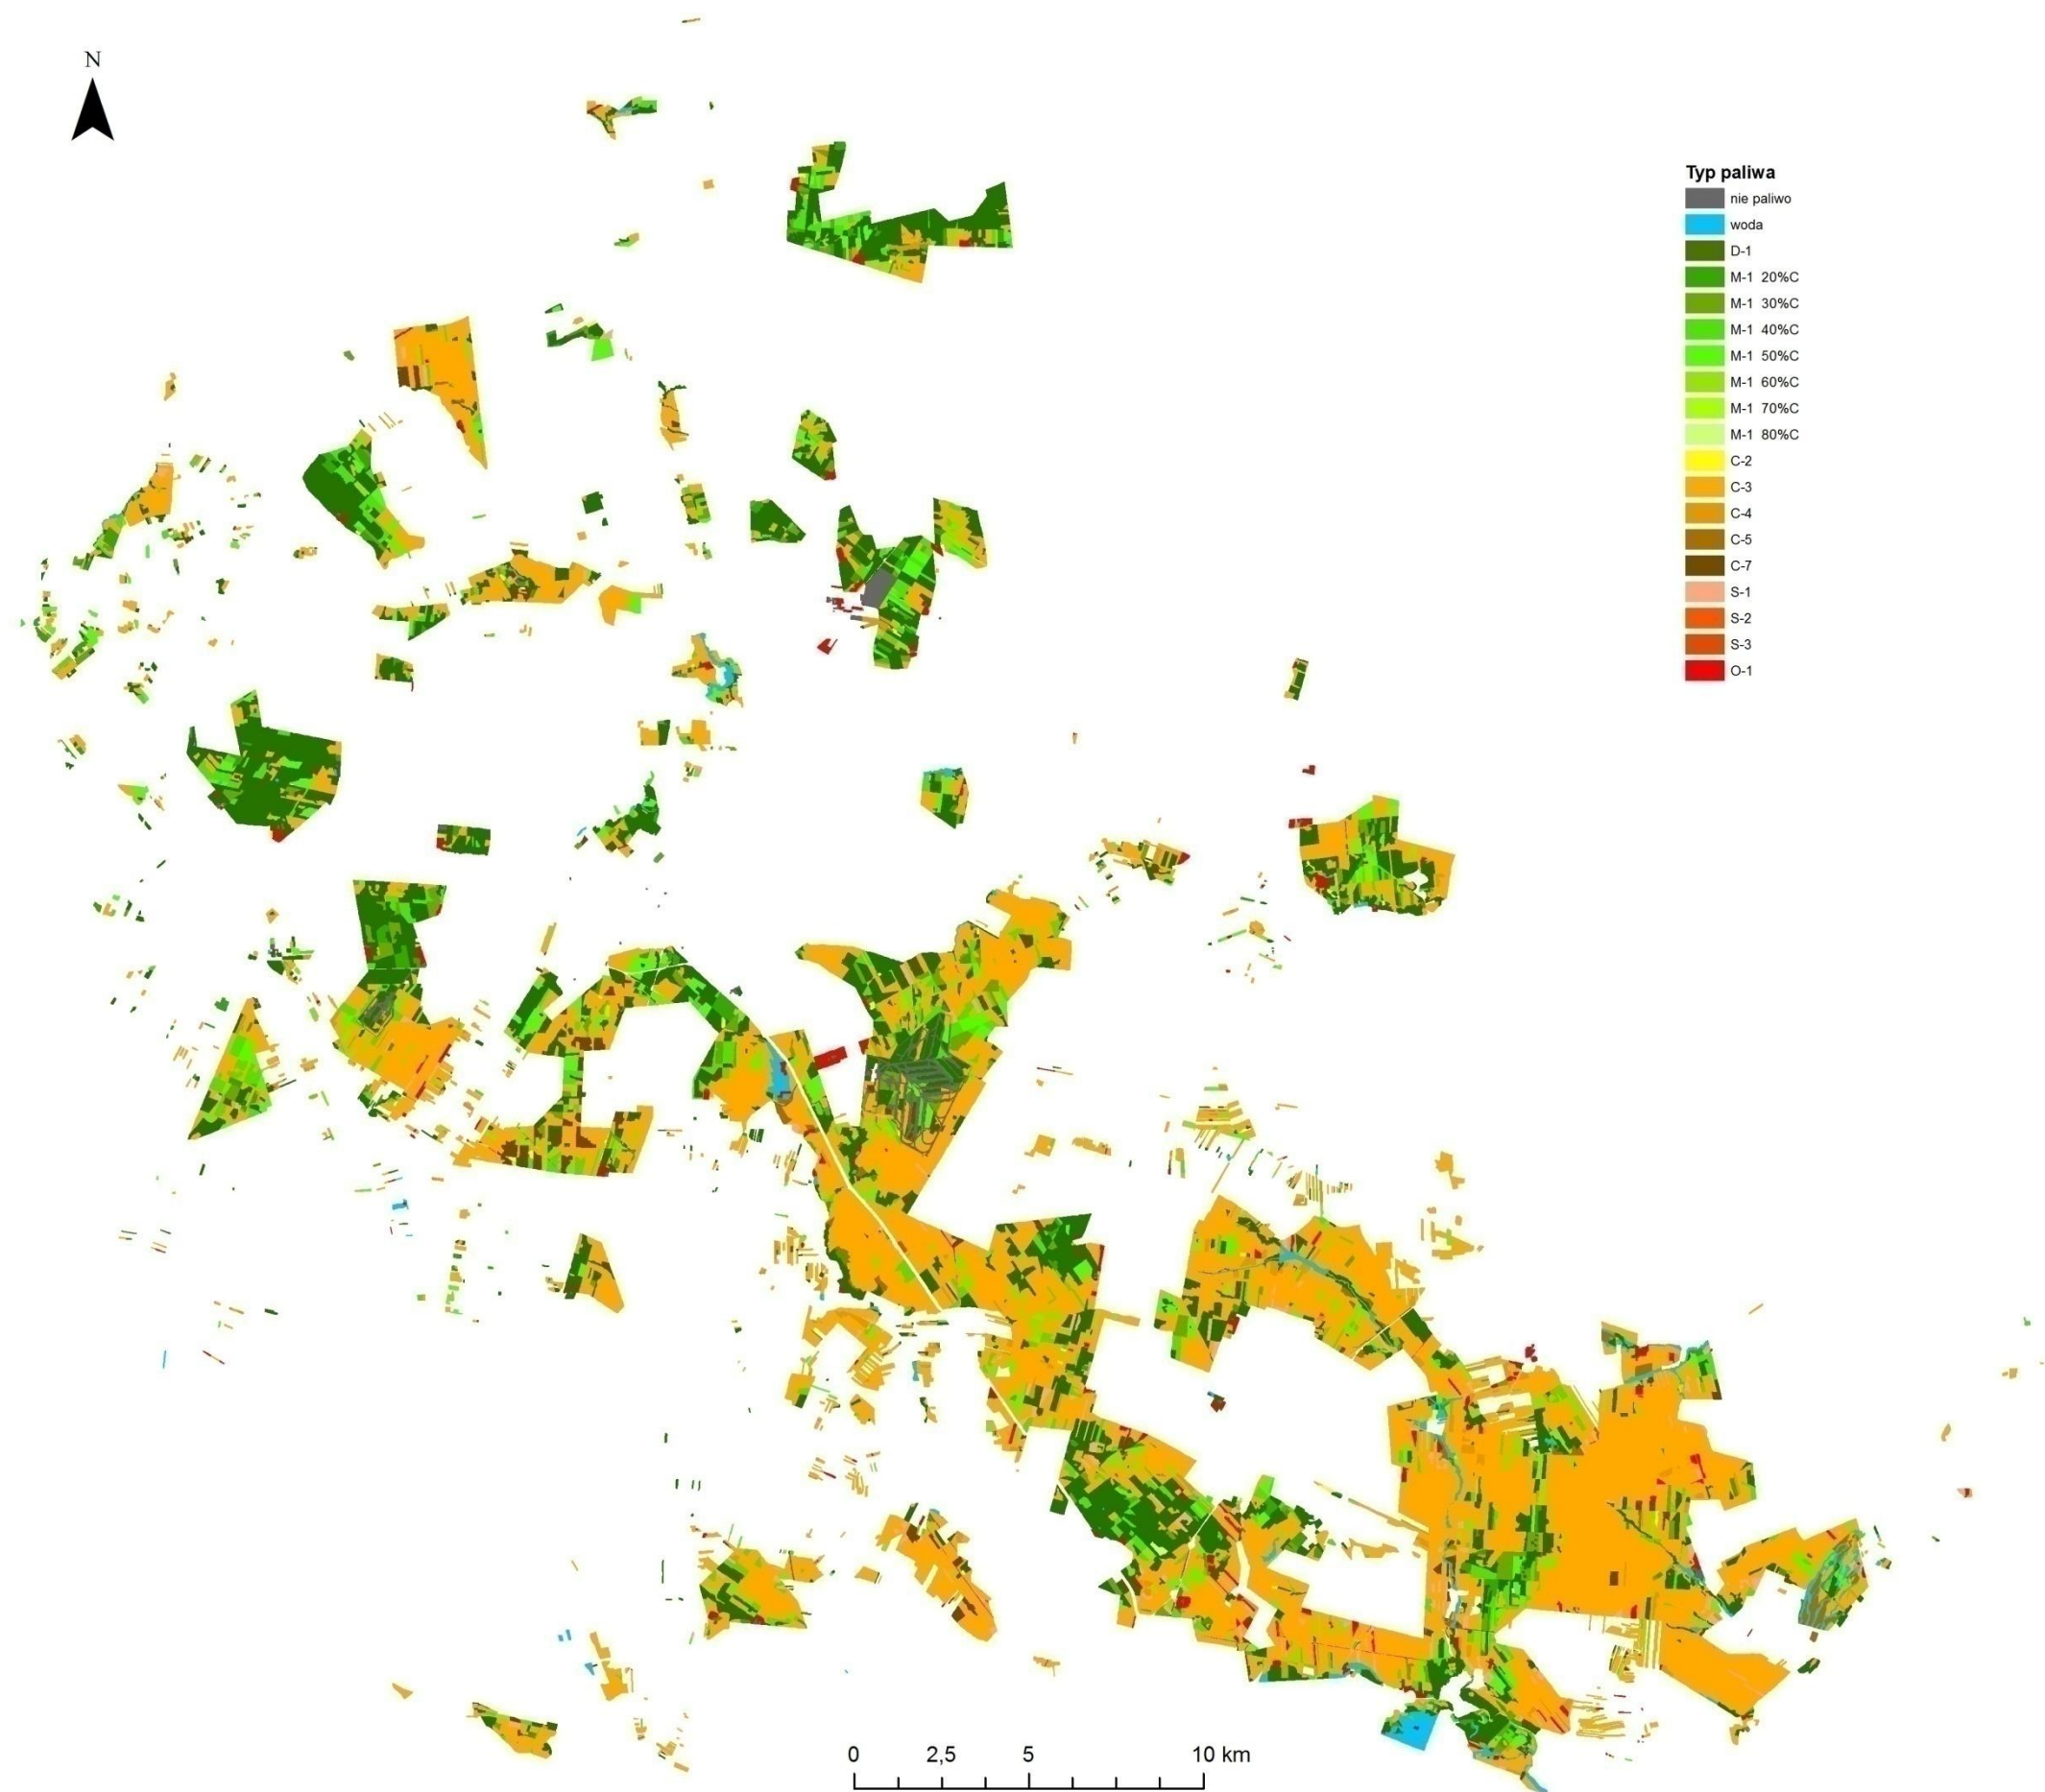 N
Typ paliwa
nie paliwo
woda
D-1
M-1 20%C
M-1 30%C
M-1 40%C
M-1 50%C
M-1 60%C
M-1 70%C
M-1 80%C
C-2
C-3
C-4
C-5
C-7
S-1
S-2
S-3
O-1
0 2,5 5 10 km